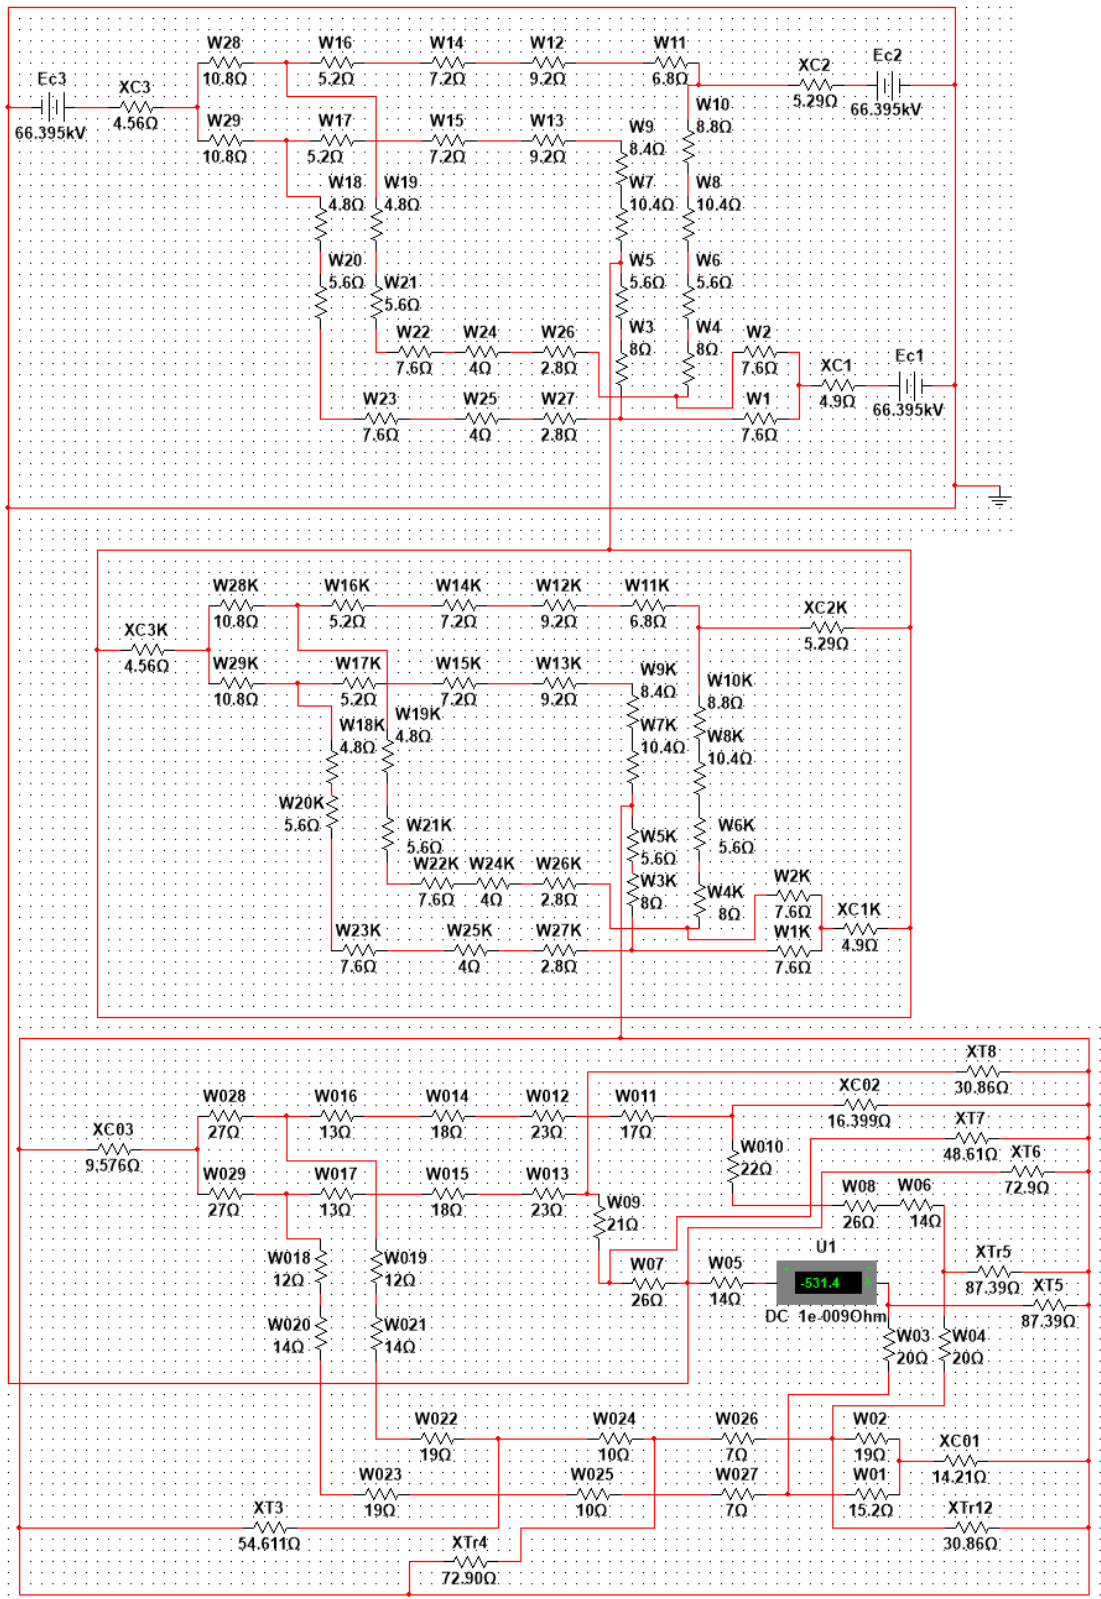 W28 W16 W14 W12 W11
Ec3 XC3 10.8Ω 5.2Ω 7.2Ω 9.2Ω 6.8Ω XC2 Ec2
66.395kV 4.56Ω 5.29Ω 66.395kV
W29 W17 W15 W13 W9 W10
10.8Ω 5.2Ω 7.2Ω 9.2Ω 8.4Ω 8.8Ω
W18 W19 W7 W8
4.8Ω 4.8Ω 10.4Ω 10.4Ω
W20 W21 W5 W6
5.6Ω 5.6Ω 5.6Ω 5.6Ω
W22 W24 W26 W3 W4 W2
7.6Ω 4Ω 2.8Ω 8Ω 8Ω 7.6Ω
XC1 Ec1
4.9Ω 66.395kV
W23 W25 W27 W1
7.6Ω 4Ω 2.8Ω 7.6Ω
W28K W16K W14K W12K W11K
10.8Ω 5.2Ω 7.2Ω 9.2Ω 6.8Ω
XC3K XC2K
4.56Ω 5.29Ω
W29K W17K W15K W13K W9K W10K
10.8Ω 5.2Ω 7.2Ω 9.2Ω 8.4Ω 8.8Ω
W18K W19K W7K W8K
4.8Ω 4.8Ω 10.4Ω 10.4Ω
W20K W21K W5K W6K
5.6Ω 5.6Ω 5.6Ω 5.6Ω
W22K W24K W26K W3K W4K W2K
7.6Ω 4Ω 2.8Ω 8Ω 8Ω 7.6Ω
XC1K
4.9Ω
W23K W25K W27K W1K
7.6Ω 4Ω 2.8Ω 7.6Ω
XT8
30.86Ω
W028 W016 W014 W012 W011 XC02
27Ω 13Ω 18Ω 23Ω 17Ω 16.399Ω
XC03 XT7
9.576Ω 48.61Ω
W010 XT6
22Ω 72.9Ω
W029 W017 W015 W013 W09 W08 W06
27Ω 13Ω 18Ω 23Ω 21Ω 26Ω 14Ω
W018 W019 W07 W05 U1 XTr5
12Ω 12Ω 26Ω 14Ω -531.4 87.39Ω
DC 1e-009Ohm XT5
87.39Ω
W020 W021 W03 W04
14Ω 14Ω 20Ω 20Ω
W022 W024 W026 W02
19Ω 10Ω 7Ω 19Ω
XC01
14.21Ω
W023 W025 W027 W01
19Ω 10Ω 7Ω 15.2Ω
XT3 XTr12
54.611Ω 30.86Ω
XTr4
72.90Ω